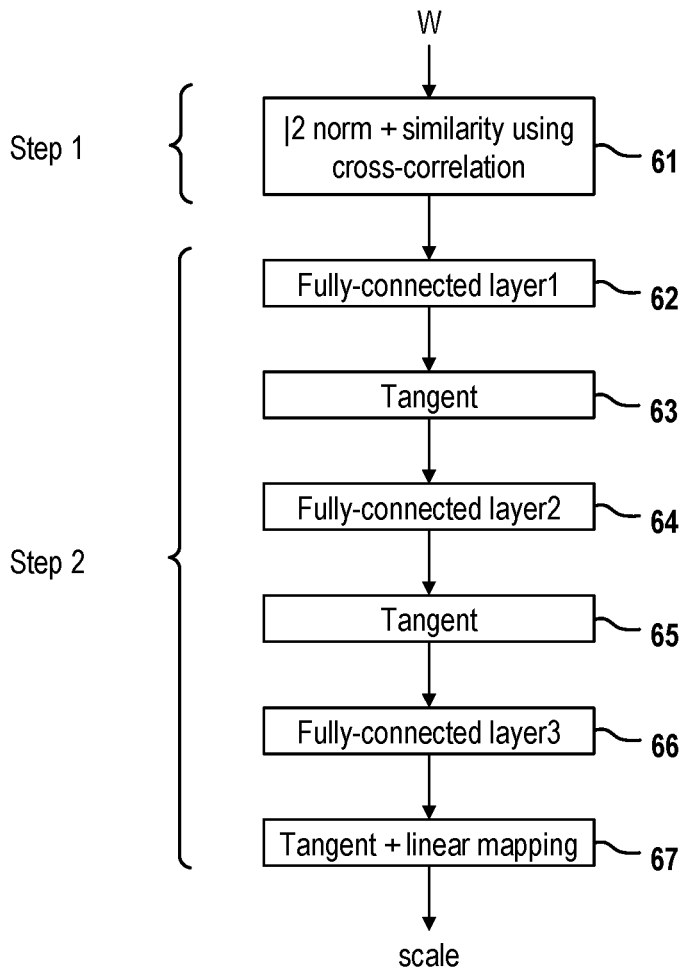 W
Step 1
|2 norm + similarity using
cross-correlation
61
Fully-connected layer1
62
Tangent
63
Fully-connected layer2
64
Step 2
Tangent
65
Fully-connected layer3
66
Tangent + linear mapping
67
scale